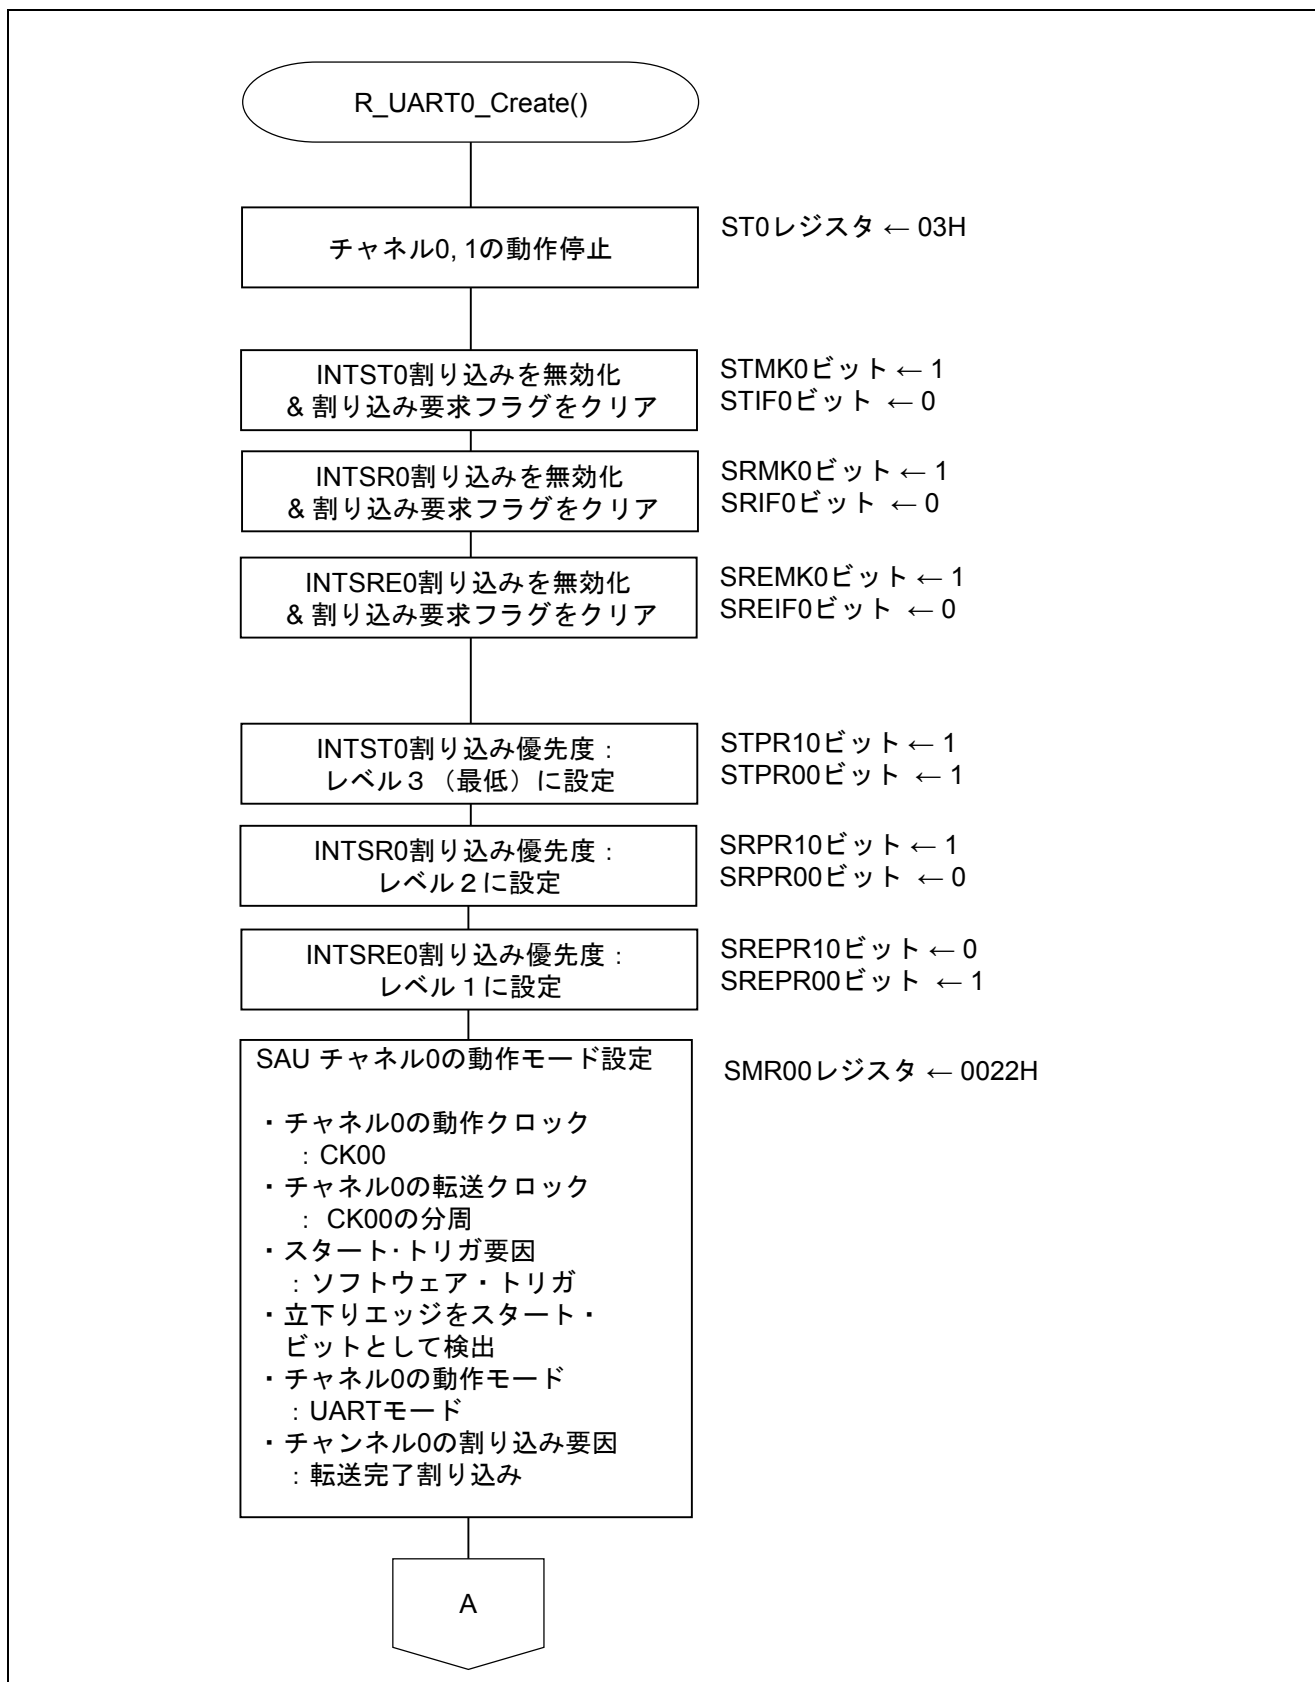 R_UART0_Create()
チャネル0, 1の動作停止
ST0レジスタ ← 03H
INTST0割り込みを無効化
& 割り込み要求フラグをクリア
STMK0ビット ← 1
STIF0ビット ← 0
INTSR0割り込みを無効化
& 割り込み要求フラグをクリア
SRMK0ビット ← 1
SRIF0ビット ← 0
INTSRE0割り込みを無効化
& 割り込み要求フラグをクリア
SREMK0ビット ← 1
SREIF0ビット ← 0
INTST0割り込み優先度：
レベル３（最低）に設定
STPR10ビット ← 1
STPR00ビット ← 1
INTSR0割り込み優先度：
レベル２に設定
SRPR10ビット ← 1
SRPR00ビット ← 0
INTSRE0割り込み優先度：
レベル１に設定
SREPR10ビット ← 0
SREPR00ビット ← 1
SAU チャネル0の動作モード設定
SMR00レジスタ ← 0022H
・チャネル0の動作クロック
：CK00
・チャネル0の転送クロック
： CK00の分周
・スタート･トリガ要因
：ソフトウェア・トリガ
・立下りエッジをスタート・
ビットとして検出
・チャネル0の動作モード
：UARTモード
・チャンネル0の割り込み要因
：転送完了割り込み
A